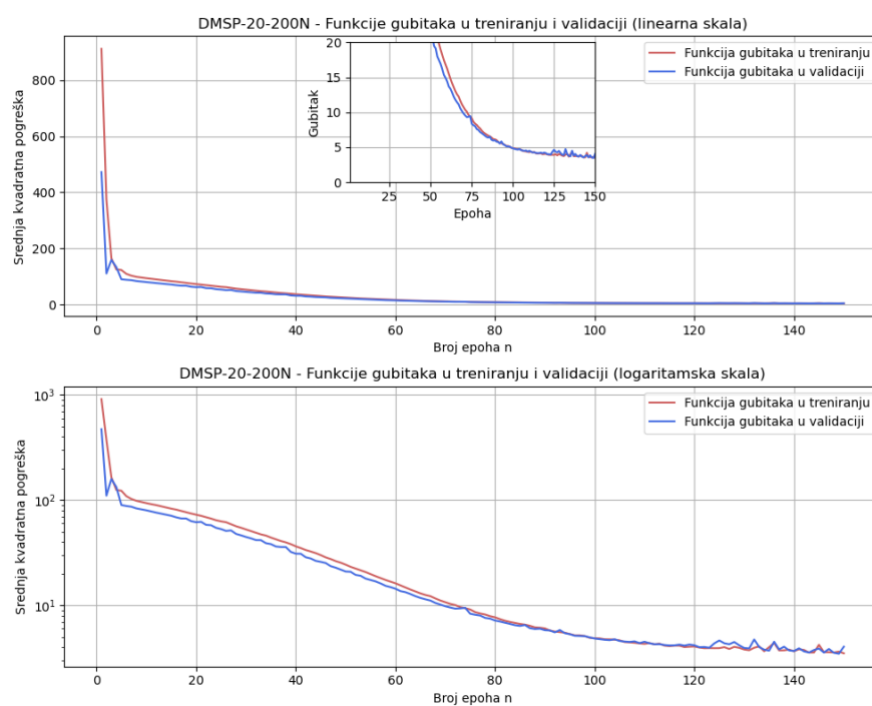 DMSP-20-200N - Funkcije gubitaka u treniranju i validaciji (linearna skala)
Srednja kvadratna pogreška
800
600
400
200
0
Gubitak
20
15
10
5
0
25 50 75 100 125 150
Epoha
Funkcija gubitaka u treniranju
Funkcija gubitaka u validaciji
0 20 40 60 80 100 120 140
Broj epoha n
DMSP-20-200N - Funkcije gubitaka u treniranju i validaciji (logaritamska skala)
Srednja kvadratna pogreška
10³
10²
10¹
Funkcija gubitaka u treniranju
Funkcija gubitaka u validaciji
0 20 40 60 80 100 120 140
Broj epoha n